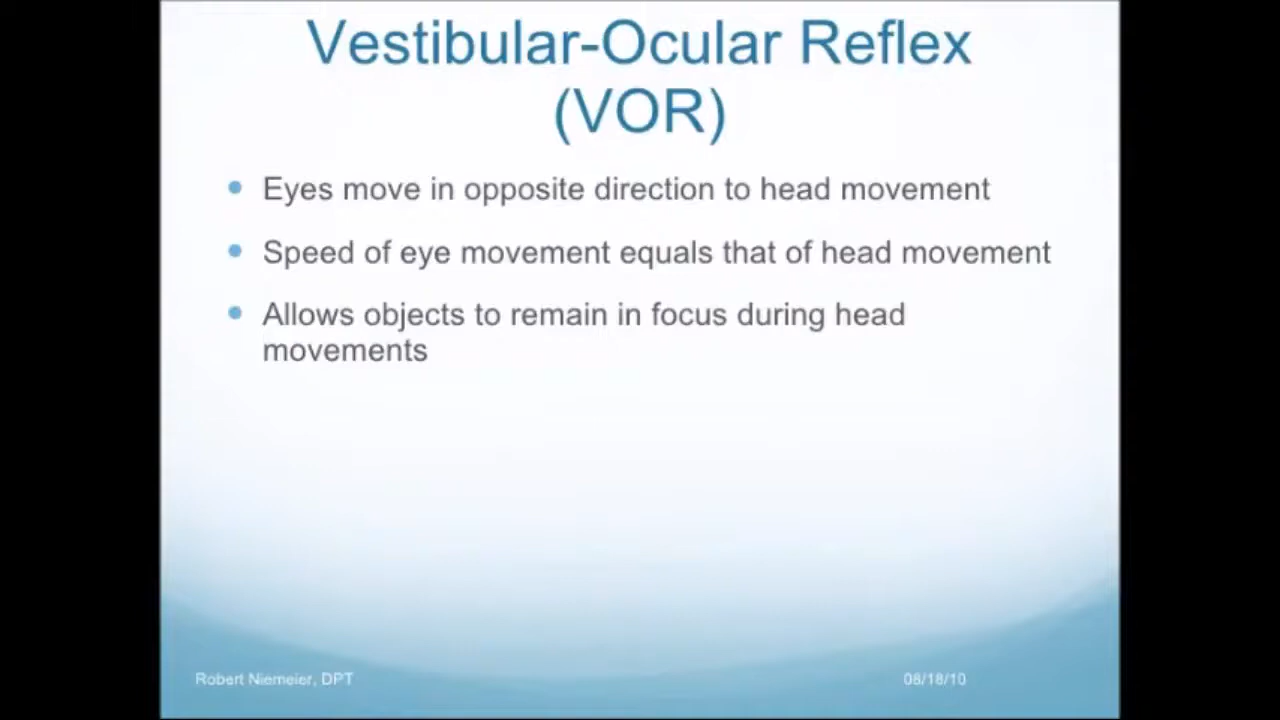 Vestibular-Ocular Reflex
(VOR)
Eyes move in opposite direction to head movement
Speed of eye movement equals that of head movement
Allows objects to remain in focus during head
movements
Robert Niemeier, DPT
08/18/10